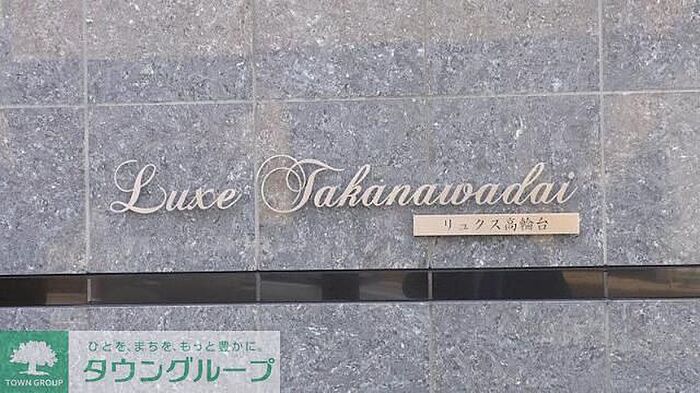 Luxe Takanawadai
リュクス高輪台
ひとを、まちを、もっと豊かに。
タウングループ
TOWN GROUP